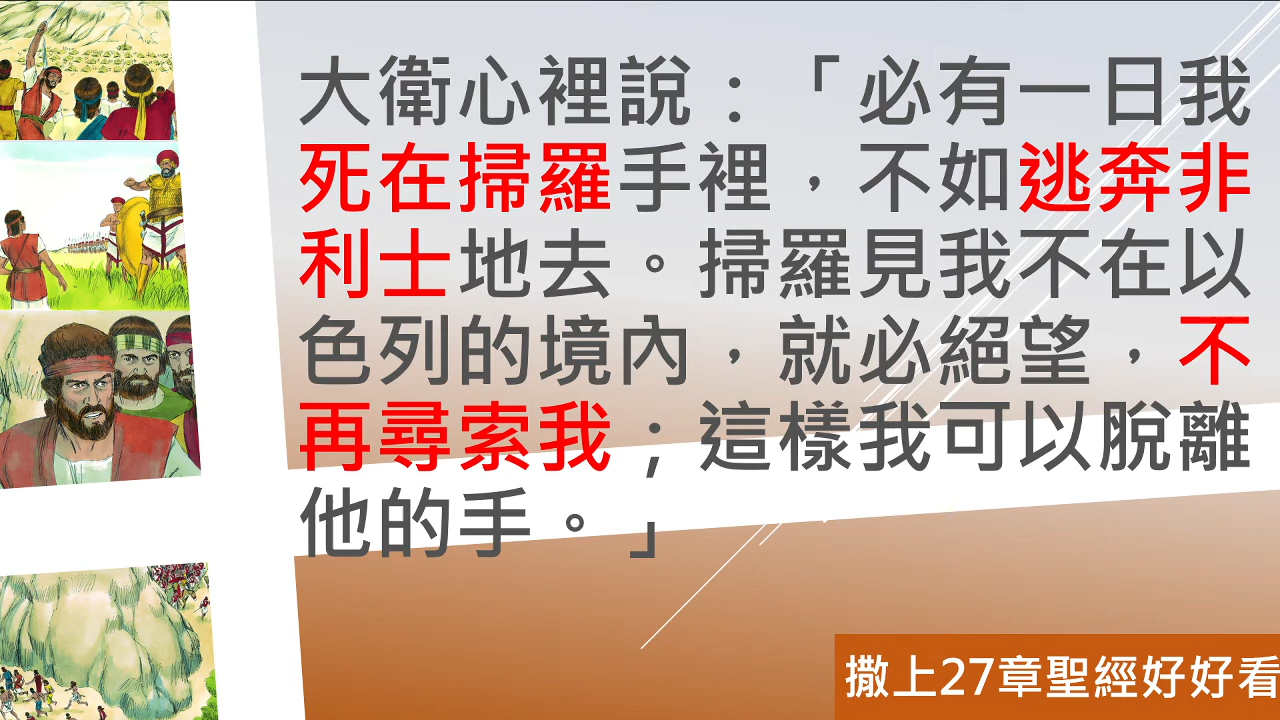 大衛心裡說：「必有一日我
死在掃羅手裡，不如逃奔非
利士地去。掃羅見我不在以
色列的境內，就必絕望，不
再尋索我；這樣我可以脫離
他的手。」
撒上27章聖經好好看